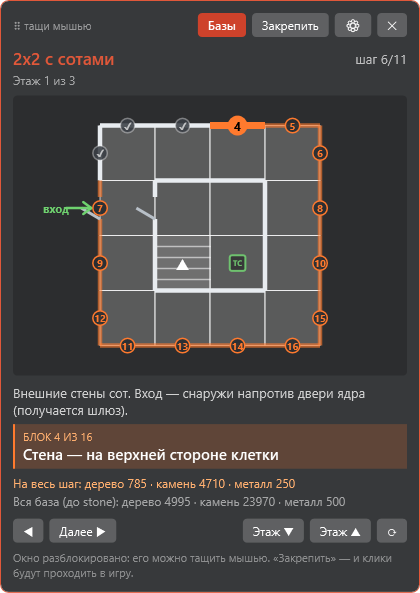 тащи мышью
Базы
Закрепить
2x2 с сотами
шаг 6/11
Этаж 1 из 3
4
5
6
вход
7
8
9
TC
10
12
15
11
13
14
16
Внешние стены сот. Вход — снаружи напротив двери ядра
(получается шлюз).
БЛОК 4 ИЗ 16
Стена — на верхней стороне клетки
На весь шаг: дерево 785 · камень 4710 · металл 250
Вся база (до stone): дерево 4995 · камень 23970 · металл 500
Далее
Этаж
Этаж
Окно разблокировано: его можно тащить мышью. «Закрепить» — и клики
будут проходить в игру.